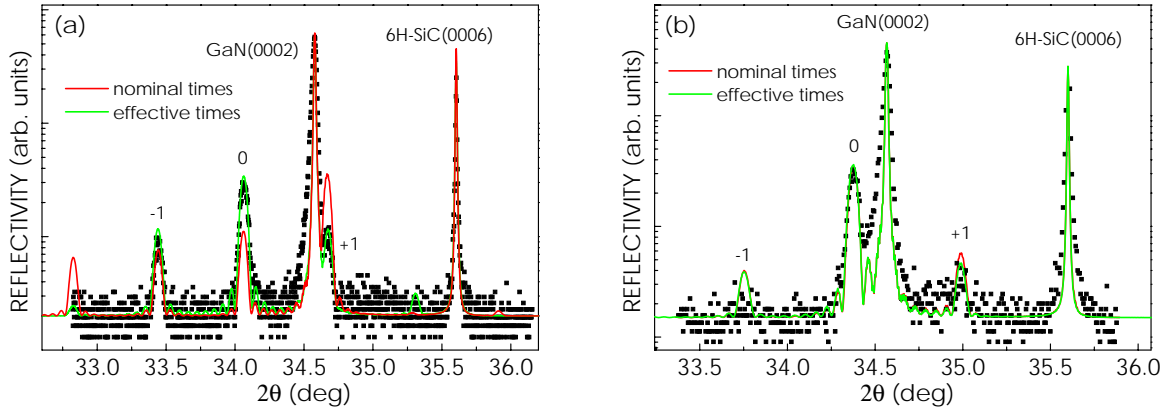 (a)
GaN(0002)
6H-SiC(0006)
nominal times
effective times
0
-1
+1
REFLECTIVITY (arb. units)
33.0 33.5 34.0 34.5 35.0 35.5 36.0
2θ (deg)
(b)
GaN(0002)
6H-SiC(0006)
nominal times
effective times
0
-1
+1
REFLECTIVITY (arb. units)
33.5 34.0 34.5 35.0 35.5 36.0
2θ (deg)